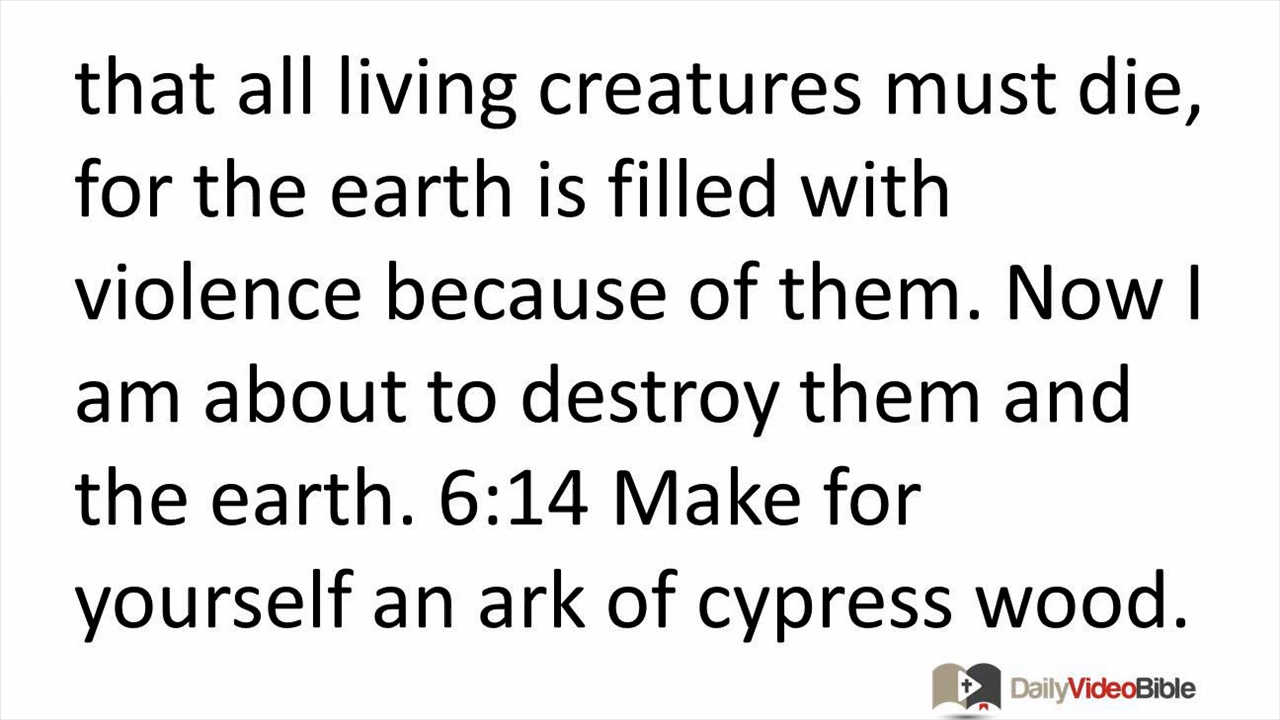 that all living creatures must die,
for the earth is filled with
violence because of them. Now I
am about to destroy them and
the earth. 6:14 Make for
yourself an ark of cypress wood.
DailyVideoBible